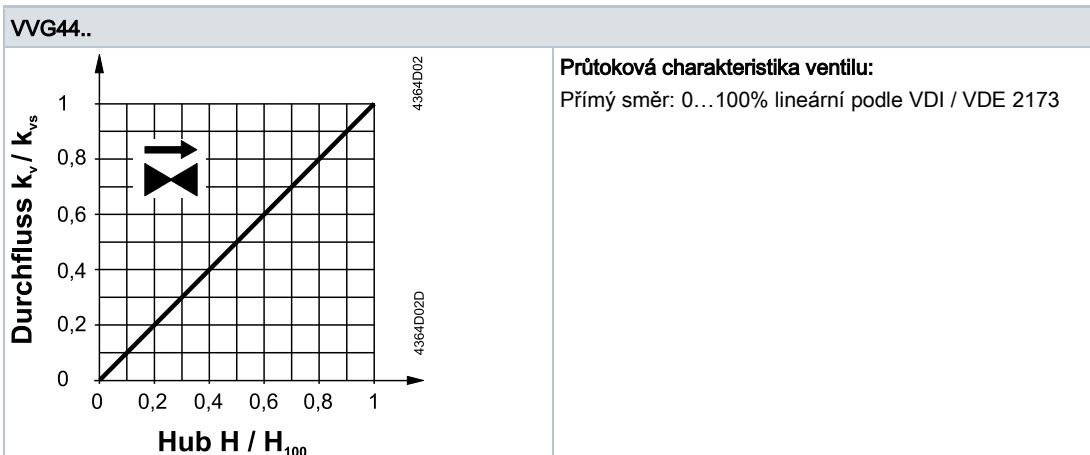 VVG44..
4364D02
Průtoková charakteristika ventilu:
Přímý směr: 0…100% lineární podle VDI / VDE 2173
Durchfluss kv / kvs
1
0,8
0,6
0,4
0,2
0
4364D02D
0 0,2 0,4 0,6 0,8 1
Hub H / H100